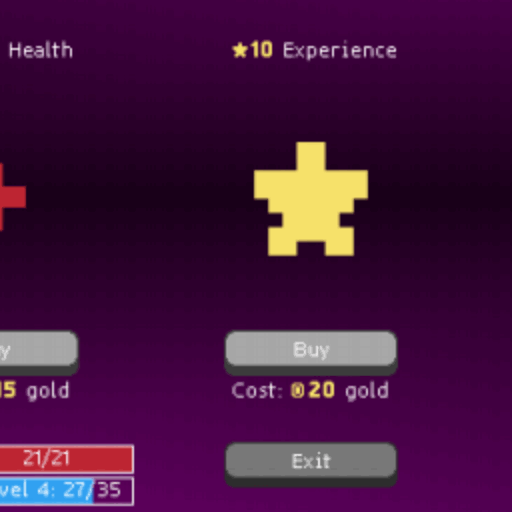 Health
★10 Experience
y
Buy
15 gold
Cost: 20 gold
21/21
Exit
vel 4: 27/35